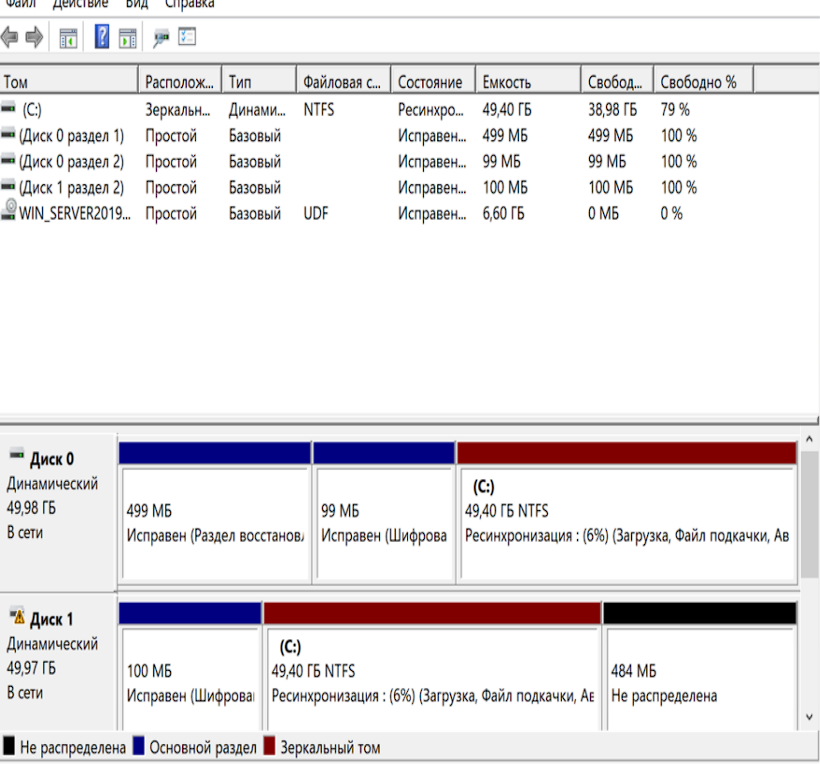 Файл Действие Вид Справка
Том Располож... Тип Файловая с... Состояние Емкость Свобод... Свободно %
(C:) Зеркальн... Динами... NTFS Ресинхро... 49,40 ГБ 38,98 ГБ 79 %
(Диск 0 раздел 1) Простой Базовый Исправен... 499 МБ 499 МБ 100 %
(Диск 0 раздел 2) Простой Базовый Исправен... 99 МБ 99 МБ 100 %
(Диск 1 раздел 2) Простой Базовый Исправен... 100 МБ 100 МБ 100 %
WIN_SERVER2019... Простой Базовый UDF Исправен... 6,60 ГБ 0 МБ 0 %
Диск 0
Динамический
49,98 ГБ
В сети
499 МБ
Исправен (Раздел восстанов
99 МБ
Исправен (Шифрова
(C:)
49,40 ГБ NTFS
Ресинхронизация : (6%) (Загрузка, Файл подкачки, Ав
Диск 1
Динамический
49,97 ГБ
В сети
100 МБ
Исправен (Шифрова
(C:)
49,40 ГБ NTFS
Ресинхронизация : (6%) (Загрузка, Файл подкачки, Ав
484 МБ
Не распределена
Не распределена Основной раздел Зеркальный том